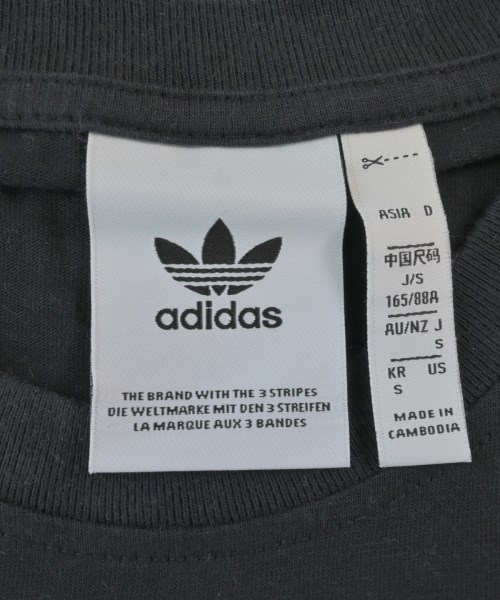 adidas
THE BRAND WITH THE 3 STRIPES
DIE WELTMARKE MIT DEN 3 STREIFEN
LA MARQUE AUX 3 BANDES
ASIA D
中国尺码
J/S
165/88A
AU/NZ J
S
KR US
S
MADE IN
CAMBODIA